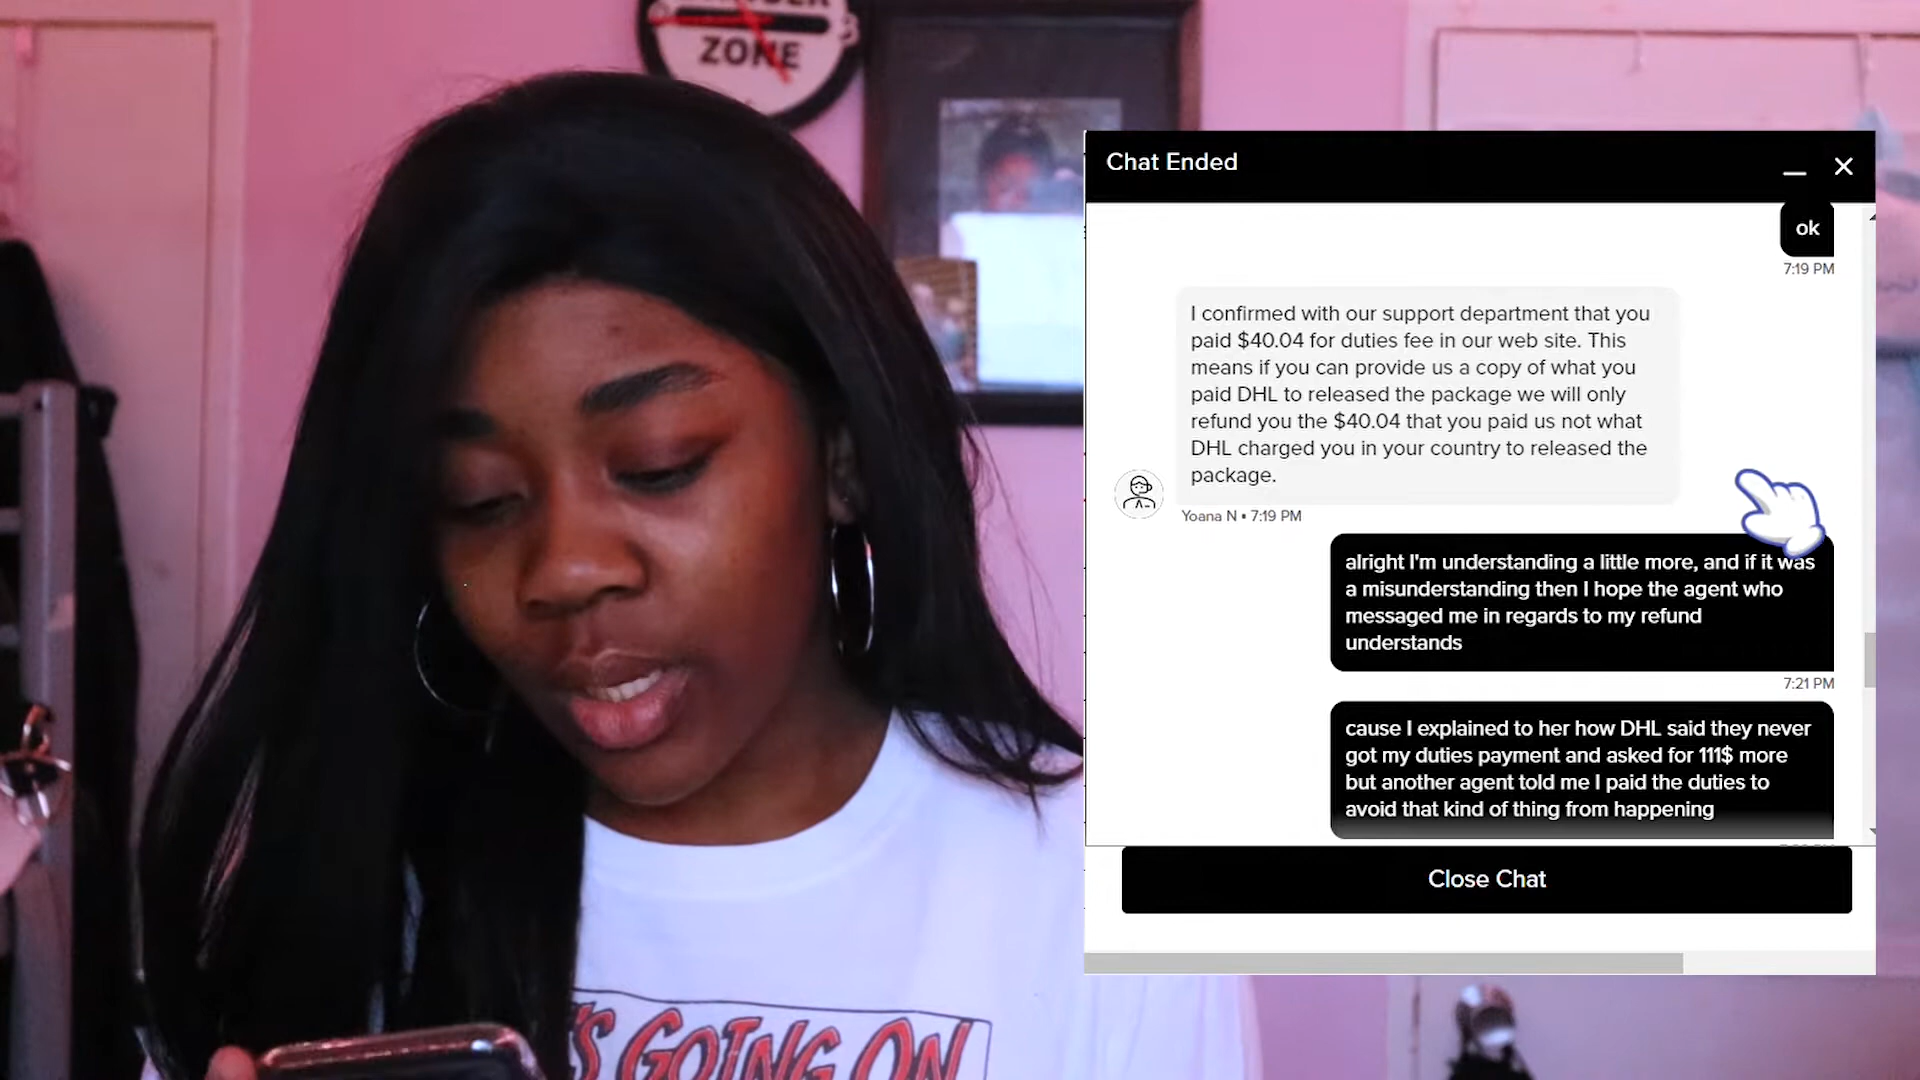 ZONE
Chat Ended
ok
7:19 PM
I confirmed with our support department that you
paid $40.04 for duties fee in our web site. This
means if you can provide us a copy of what you
paid DHL to released the package we will only
refund you the $40.04 that you paid us not what
DHL charged you in your country to released the
package.
Yoana N • 7:19 PM
alright I'm understanding a little more, and if it was
a misunderstanding then I hope the agent who
messaged me in regards to my refund
understands
7:21 PM
cause I explained to her how DHL said they never
got my duties payment and asked for 111$ more
but another agent told me I paid the duties to
avoid that kind of thing from happening
Close Chat
'S GOING ON